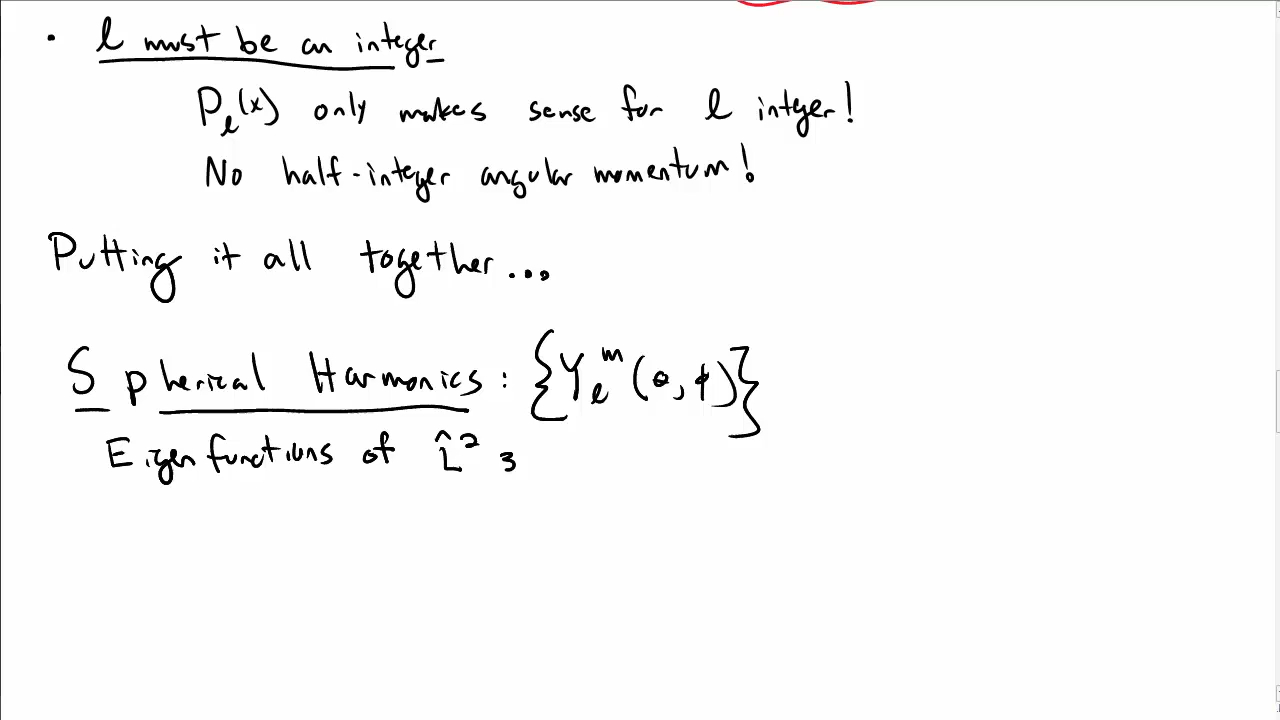 • l must be an integer
P_l(x) only makes sense for l integer!
No half-integer angular momentum!
Putting it all together...
Spherical Harmonics: {Y_l^m(θ,φ)}
Eigenfunctions of L̂²